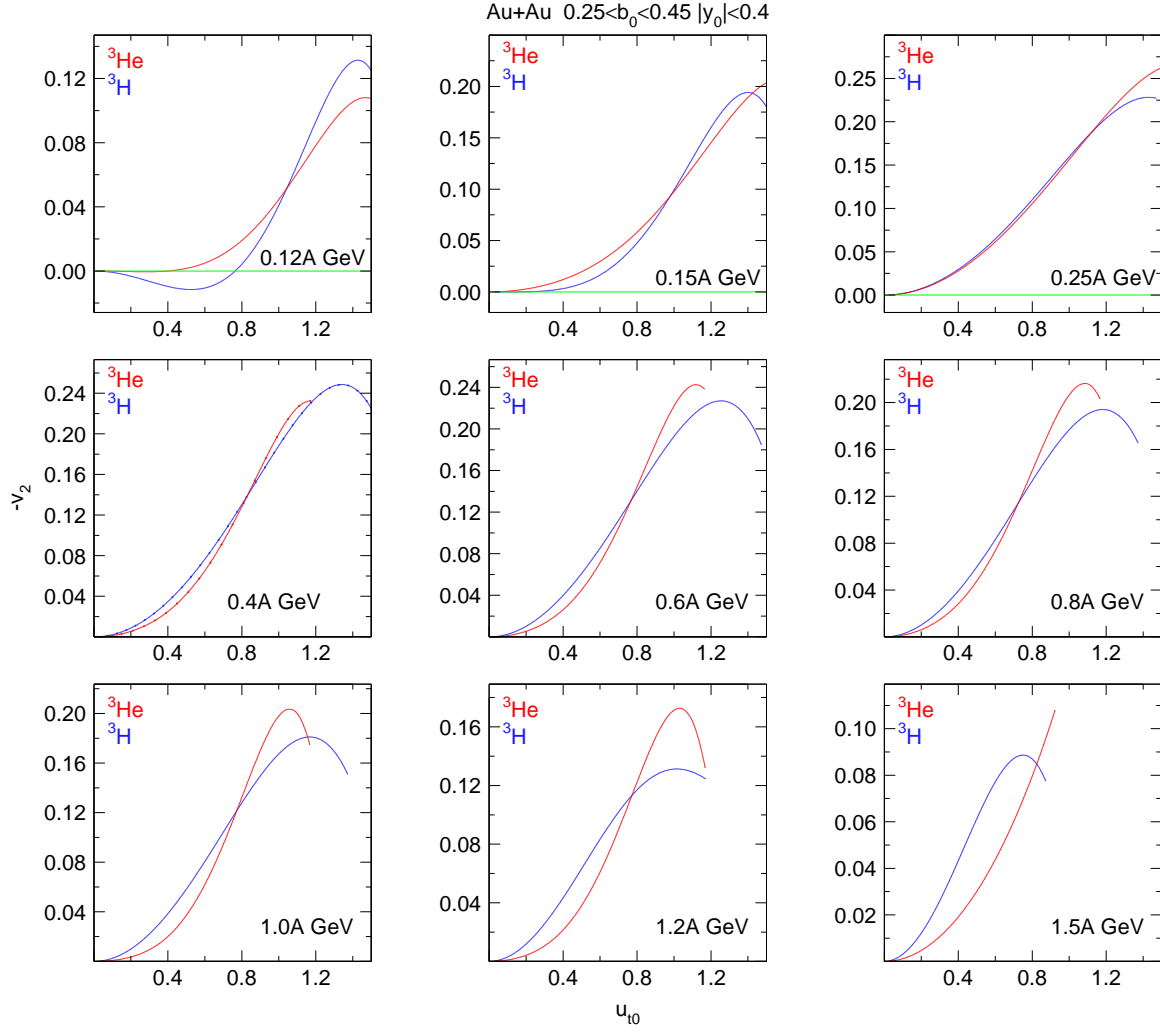 Au+Au 0.25<b₀<0.45 |y₀|<0.4
³He
³H
0.12A GeV
0.00
0.04
0.08
0.12
0.4 0.8 1.2
³He
³H
0.15A GeV
0.00
0.05
0.10
0.15
0.20
0.4 0.8 1.2
³He
³H
0.25A GeV
0.00
0.05
0.10
0.15
0.20
0.25
0.4 0.8 1.2
-v₂
³He
³H
0.4A GeV
0.04
0.08
0.12
0.16
0.20
0.24
0.4 0.8 1.2
³He
³H
0.6A GeV
0.04
0.08
0.12
0.16
0.20
0.24
0.4 0.8 1.2
³He
³H
0.8A GeV
0.04
0.08
0.12
0.16
0.20
0.4 0.8 1.2
³He
³H
1.0A GeV
0.04
0.08
0.12
0.16
0.20
0.4 0.8 1.2
³He
³H
1.2A GeV
0.04
0.08
0.12
0.16
0.4 0.8 1.2
³He
³H
1.5A GeV
0.02
0.04
0.06
0.08
0.10
0.4 0.8 1.2
u_t0